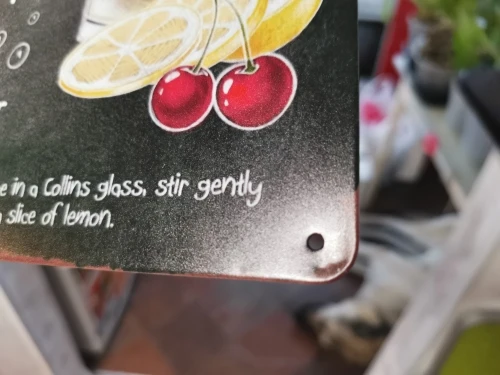 e in a Collins glass, stir gently
slice of lemon.